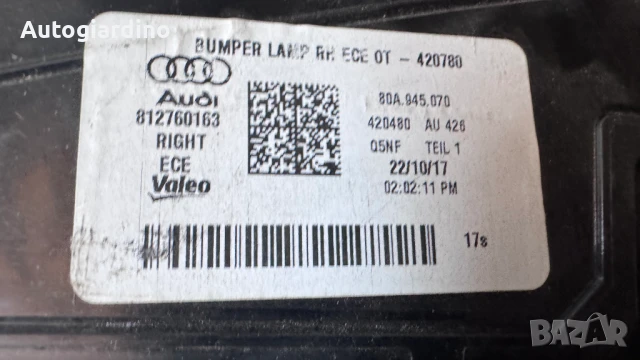 Autogiardino
BUMPER LAMP RH ECE OT - 420780
Audi
812760163
RIGHT
ECE
Valeo
80A.945.070
420480 AU 426
Q5NF TEIL 1
22/10/17
02:02:11 PM
17s
BAZAR